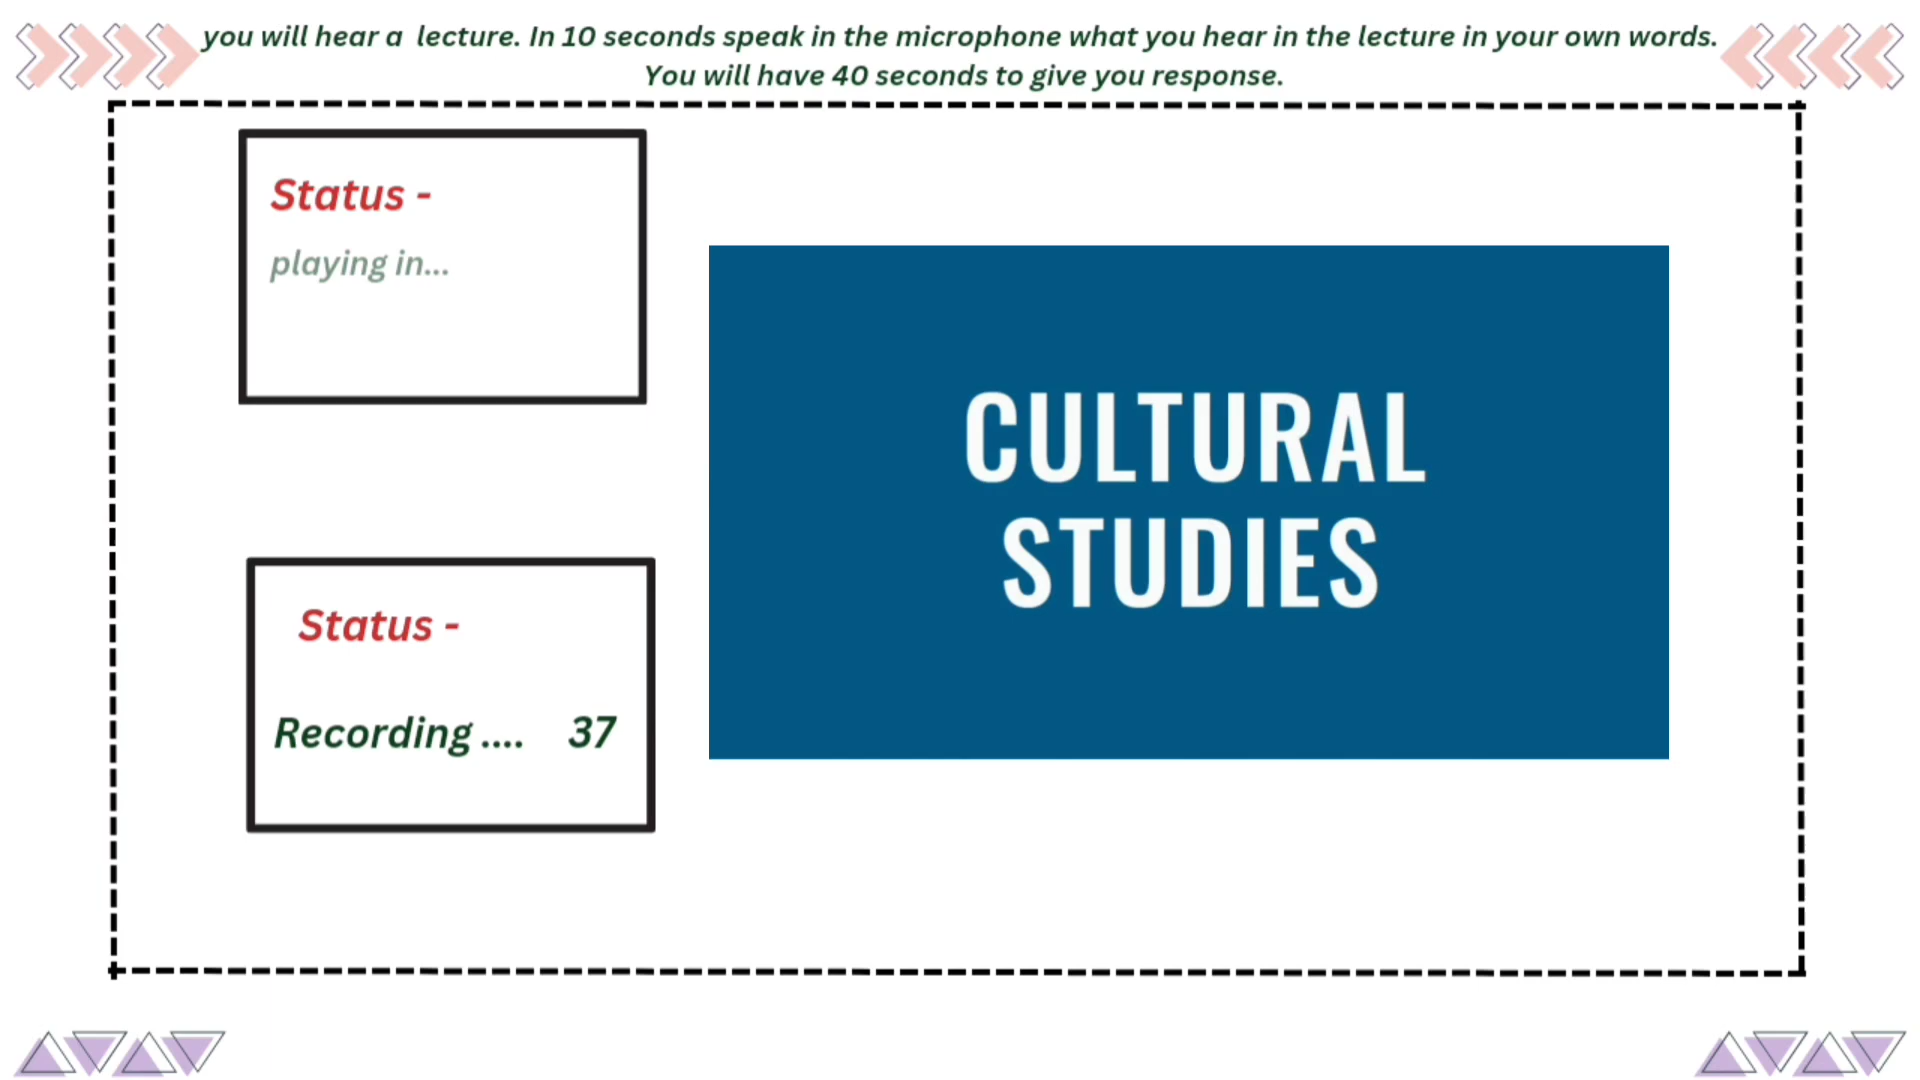 you will hear a lecture. In 10 seconds speak in the microphone what you hear in the lecture in your own words.
You will have 40 seconds to give you response.
Status -
playing in...
CULTURAL
STUDIES
Status -
Recording .... 37